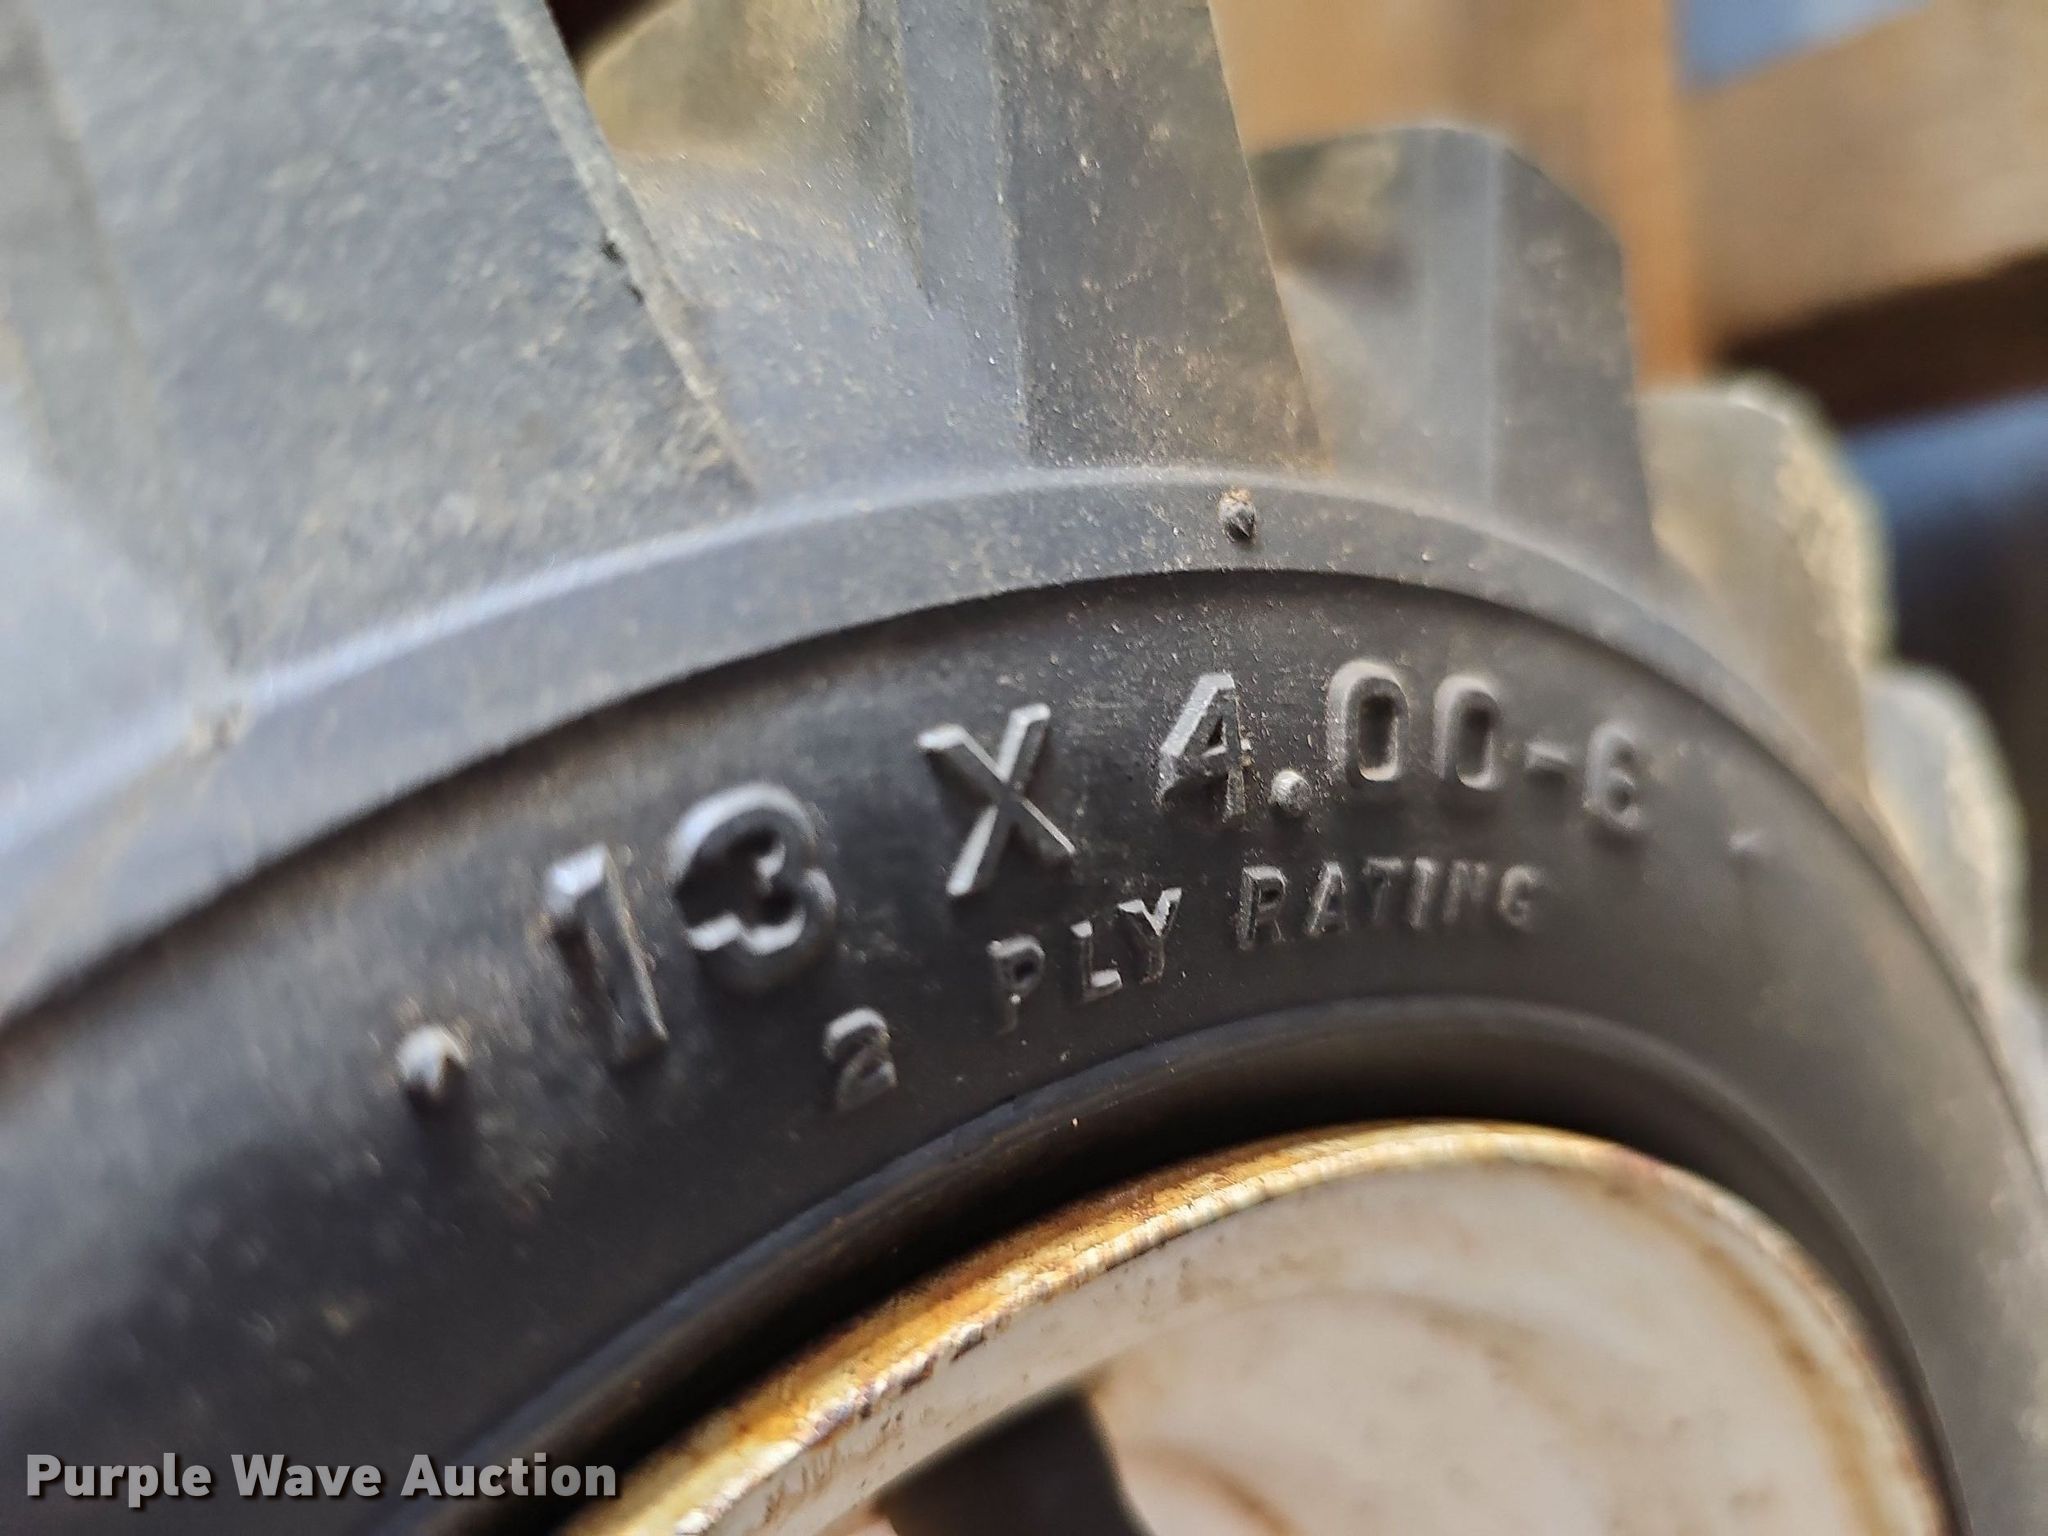 13 X 4.00-6
2 PLY RATING
Purple Wave Auction